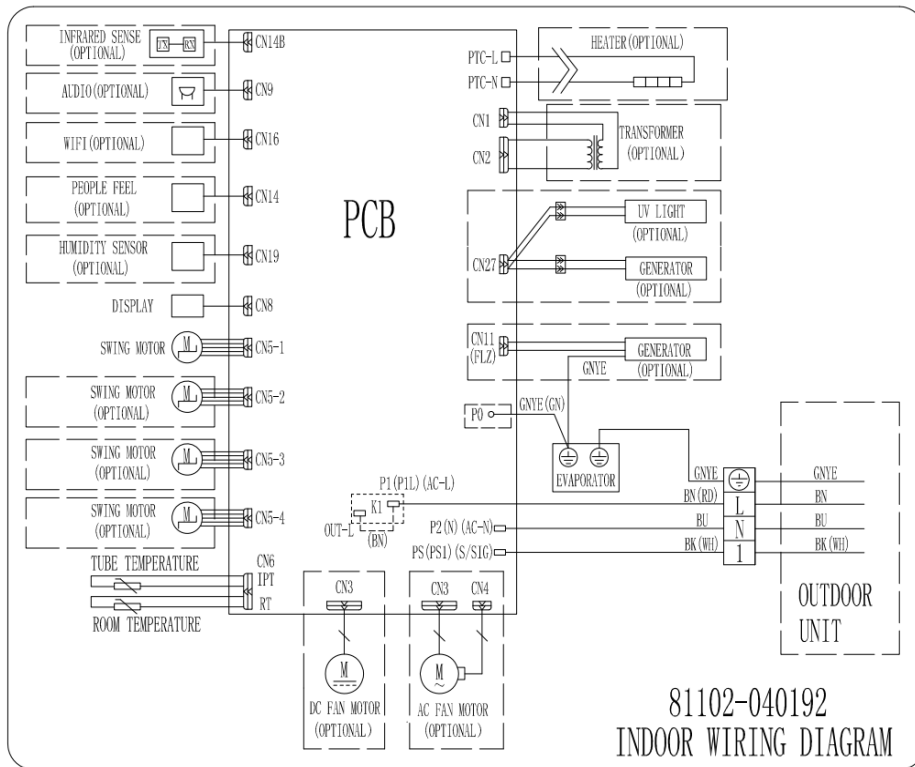 INFRARED SENSE
(OPTIONAL)
TX
RX
CN14B
AUDIO(OPTIONAL)
CN9
WIFI(OPTIONAL)
CN16
PEOPLE FEEL
(OPTIONAL)
CN14
HUMIDITY SENSOR
(OPTIONAL)
CN19
DISPLAY
CN8
SWING MOTOR
M
CN5-1
SWING MOTOR
(OPTIONAL)
M
CN5-2
SWING MOTOR
(OPTIONAL)
M
CN5-3
SWING MOTOR
(OPTIONAL)
M
CN5-4
TUBE TEMPERATURE
CN6
IPT
RT
ROOM TEMPERATURE
PCB
PTC-L
PTC-N
HEATER(OPTIONAL)
CN1
CN2
TRANSFORMER
(OPTIONAL)
CN27
UV LIGHT
(OPTIONAL)
GENERATOR
(OPTIONAL)
CN11
(FLZ)
GENERATOR
(OPTIONAL)
GNYE
P0
GNYE(GN)
EVAPORATOR
P1(P1L)(AC-L)
K1
OUT-L
(BN)
P2(N)(AC-N)
PS(PS1)(S/SIG)
GNYE
BN(RD)
BU
BK(WH)
L
N
1
GNYE
BN
BU
BK(WH)
OUTDOOR
UNIT
CN3
M
DC FAN MOTOR
(OPTIONAL)
CN3
CN4
M
~
AC FAN MOTOR
(OPTIONAL)
81102-040192
INDOOR WIRING DIAGRAM